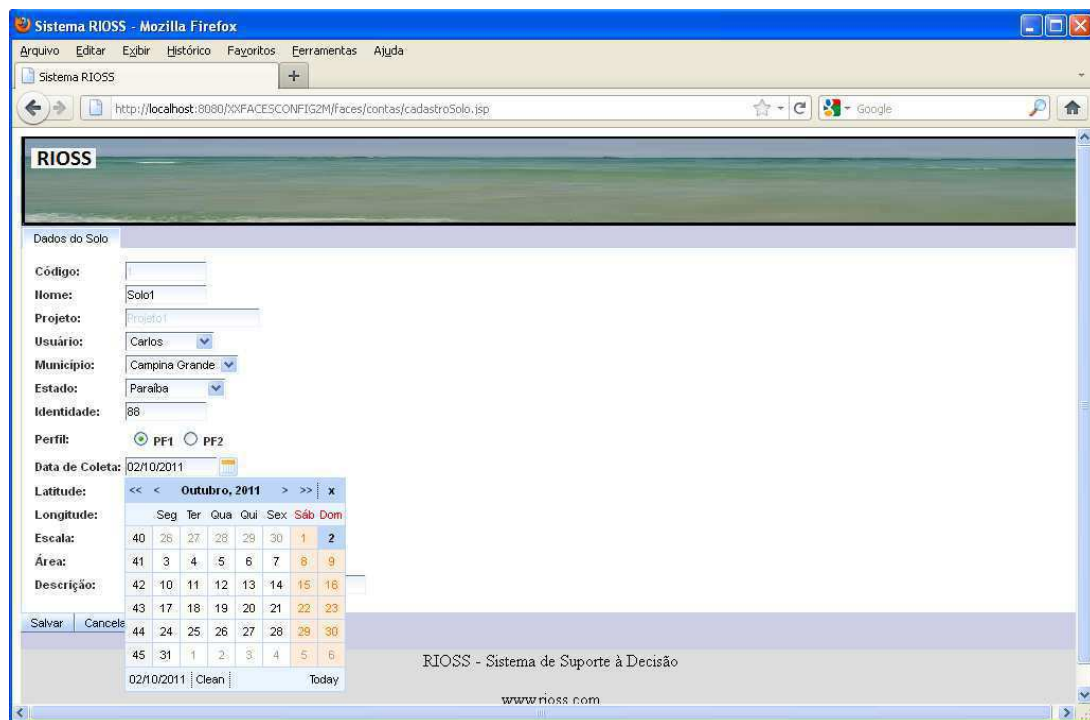 Sistema RIOSS - Mozilla Firefox
Arquivo Editar Exibir Histórico Favoritos Ferramentas Ajuda
Sistema RIOSS
http://localhost:8080/XXFACESCONFIG2M/faces/contas/cadastroSolo.jsp Google
RIOSS
Dados do Solo
Código: 1
Nome: Solo1
Projeto: Projeto1
Usuário: Carlos
Município: Campina Grande
Estado: Paraíba
Identidade: 88
Perfil: PF1 PF2
Data de Coleta: 02/10/2011
Latitude: << < Outubro, 2011 > >> x
Longitude: Seg Ter Qua Qui Sex Sáb Dom
Escala: 40 26 27 28 29 30 1 2
Área: 41 3 4 5 6 7 8 9
Descrição: 42 10 11 12 13 14 15 16
43 17 18 19 20 21 22 23
Salvar Cancela
44 24 25 26 27 28 29 30
45 31 1 2 3 4 5 6
02/10/2011 Clean Today
RIOSS - Sistema de Suporte à Decisão
www.rioss.com